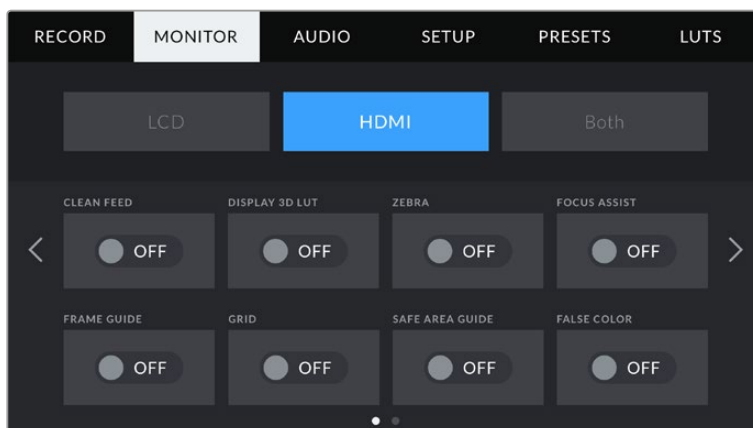 RECORD MONITOR AUDIO SETUP PRESETS LUTS
LCD HDMI Both
CLEAN FEED DISPLAY 3D LUT ZEBRA FOCUS ASSIST
OFF OFF OFF OFF
FRAME GUIDE GRID SAFE AREA GUIDE FALSE COLOR
OFF OFF OFF OFF